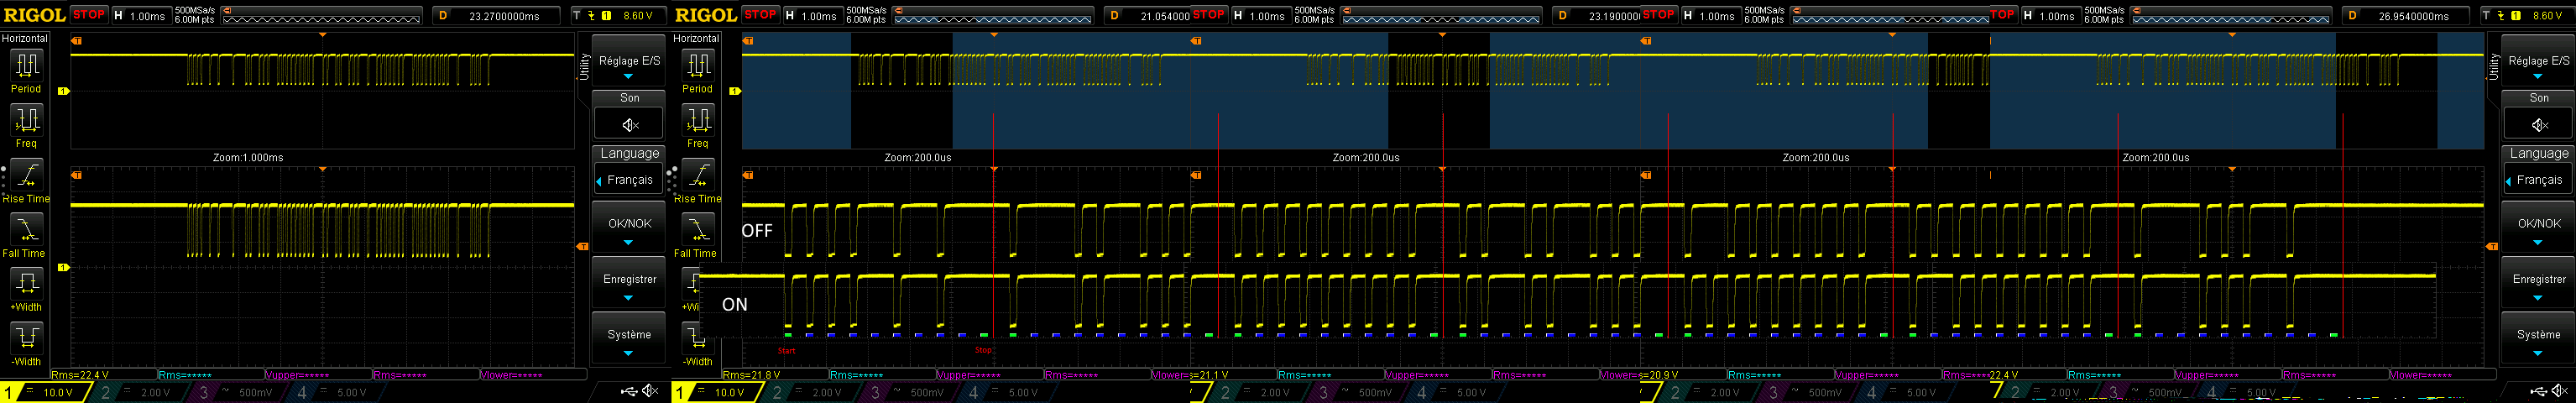 RIGOL STOP H 1.00ms 500MSa/s 6.00M pts D 23.2700000ms T 1 8.60 V
RIGOL STOP H 1.00ms 500MSa/s 6.00M pts D 21.054000 STOP H 1.00ms 500MSa/s 6.00M pts D 23.190000 STOP H 1.00ms 500MSa/s 6.00M pts TOP H 1.00ms 500MSa/s 6.00M pts D 26.9540000ms T 1 8.60 V
Horizontal
Period
Freq
Rise Time
Fall Time
+Width
-Width
T
1
Zoom:1.000ms
T
1
T
Utility
Réglage E/S
Son
Language
Français
OK/NOK
Enregistrer
Système
Horizontal
Period
Freq
Rise Time
Fall Time
+Wi
-Width
T
1
Zoom:200.0us
Zoom:200.0us
Zoom:200.0us
Zoom:200.0us
OFF
ON
Start
Stop
Utility
Réglage E/S
Son
Language
Français
OK/NOK
Enregistrer
Système
Rms=22.4 V Rms=***** Vupper=***** Rms=***** Vlower=*****
Rms=21.8 V Rms=***** Vupper=***** Rms=***** Vlower= s=21.1 V Rms=***** Vupper=***** Rms=***** Vlower= s=20.9 V Rms=***** Vupper=***** Rms=**** 22.4 V Rms=***** Vupper=***** Rms=***** Vlower=*****
1 10.0 V 2 2.00 V 3 500mV 4 5.00 V
1 10.0 V 2 2.00 V 3 500mV 4 5.00 V 2 2.00 V 3 500mV 4 5.00 V 2 2.00 V 3 500mV 4 5.00 V 2 2.00 V 3 500mV 4 5.00 V